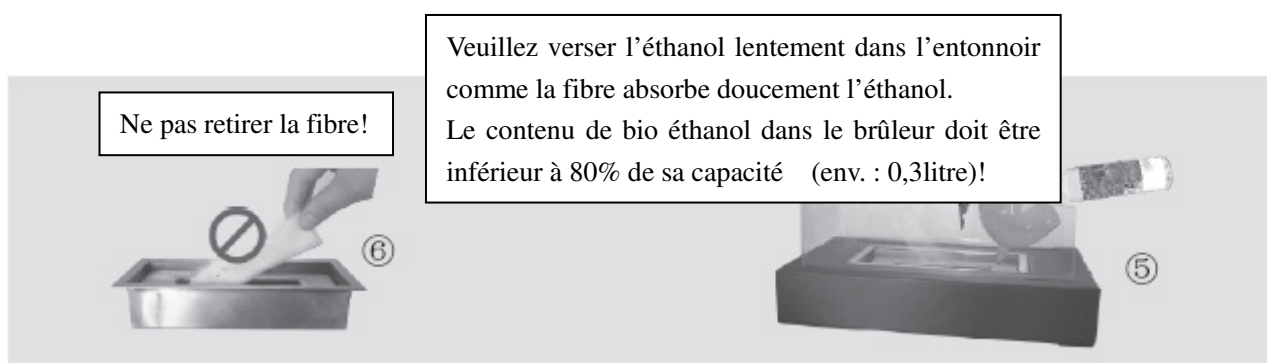 Ne pas retirer la fibre!
Veuillez verser l’éthanol lentement dans l’entonnoir
comme la fibre absorbe doucement l’éthanol.
Le contenu de bio éthanol dans le brûleur doit être
inférieur à 80% de sa capacité (env. : 0,3litre)!
⑥
⑤